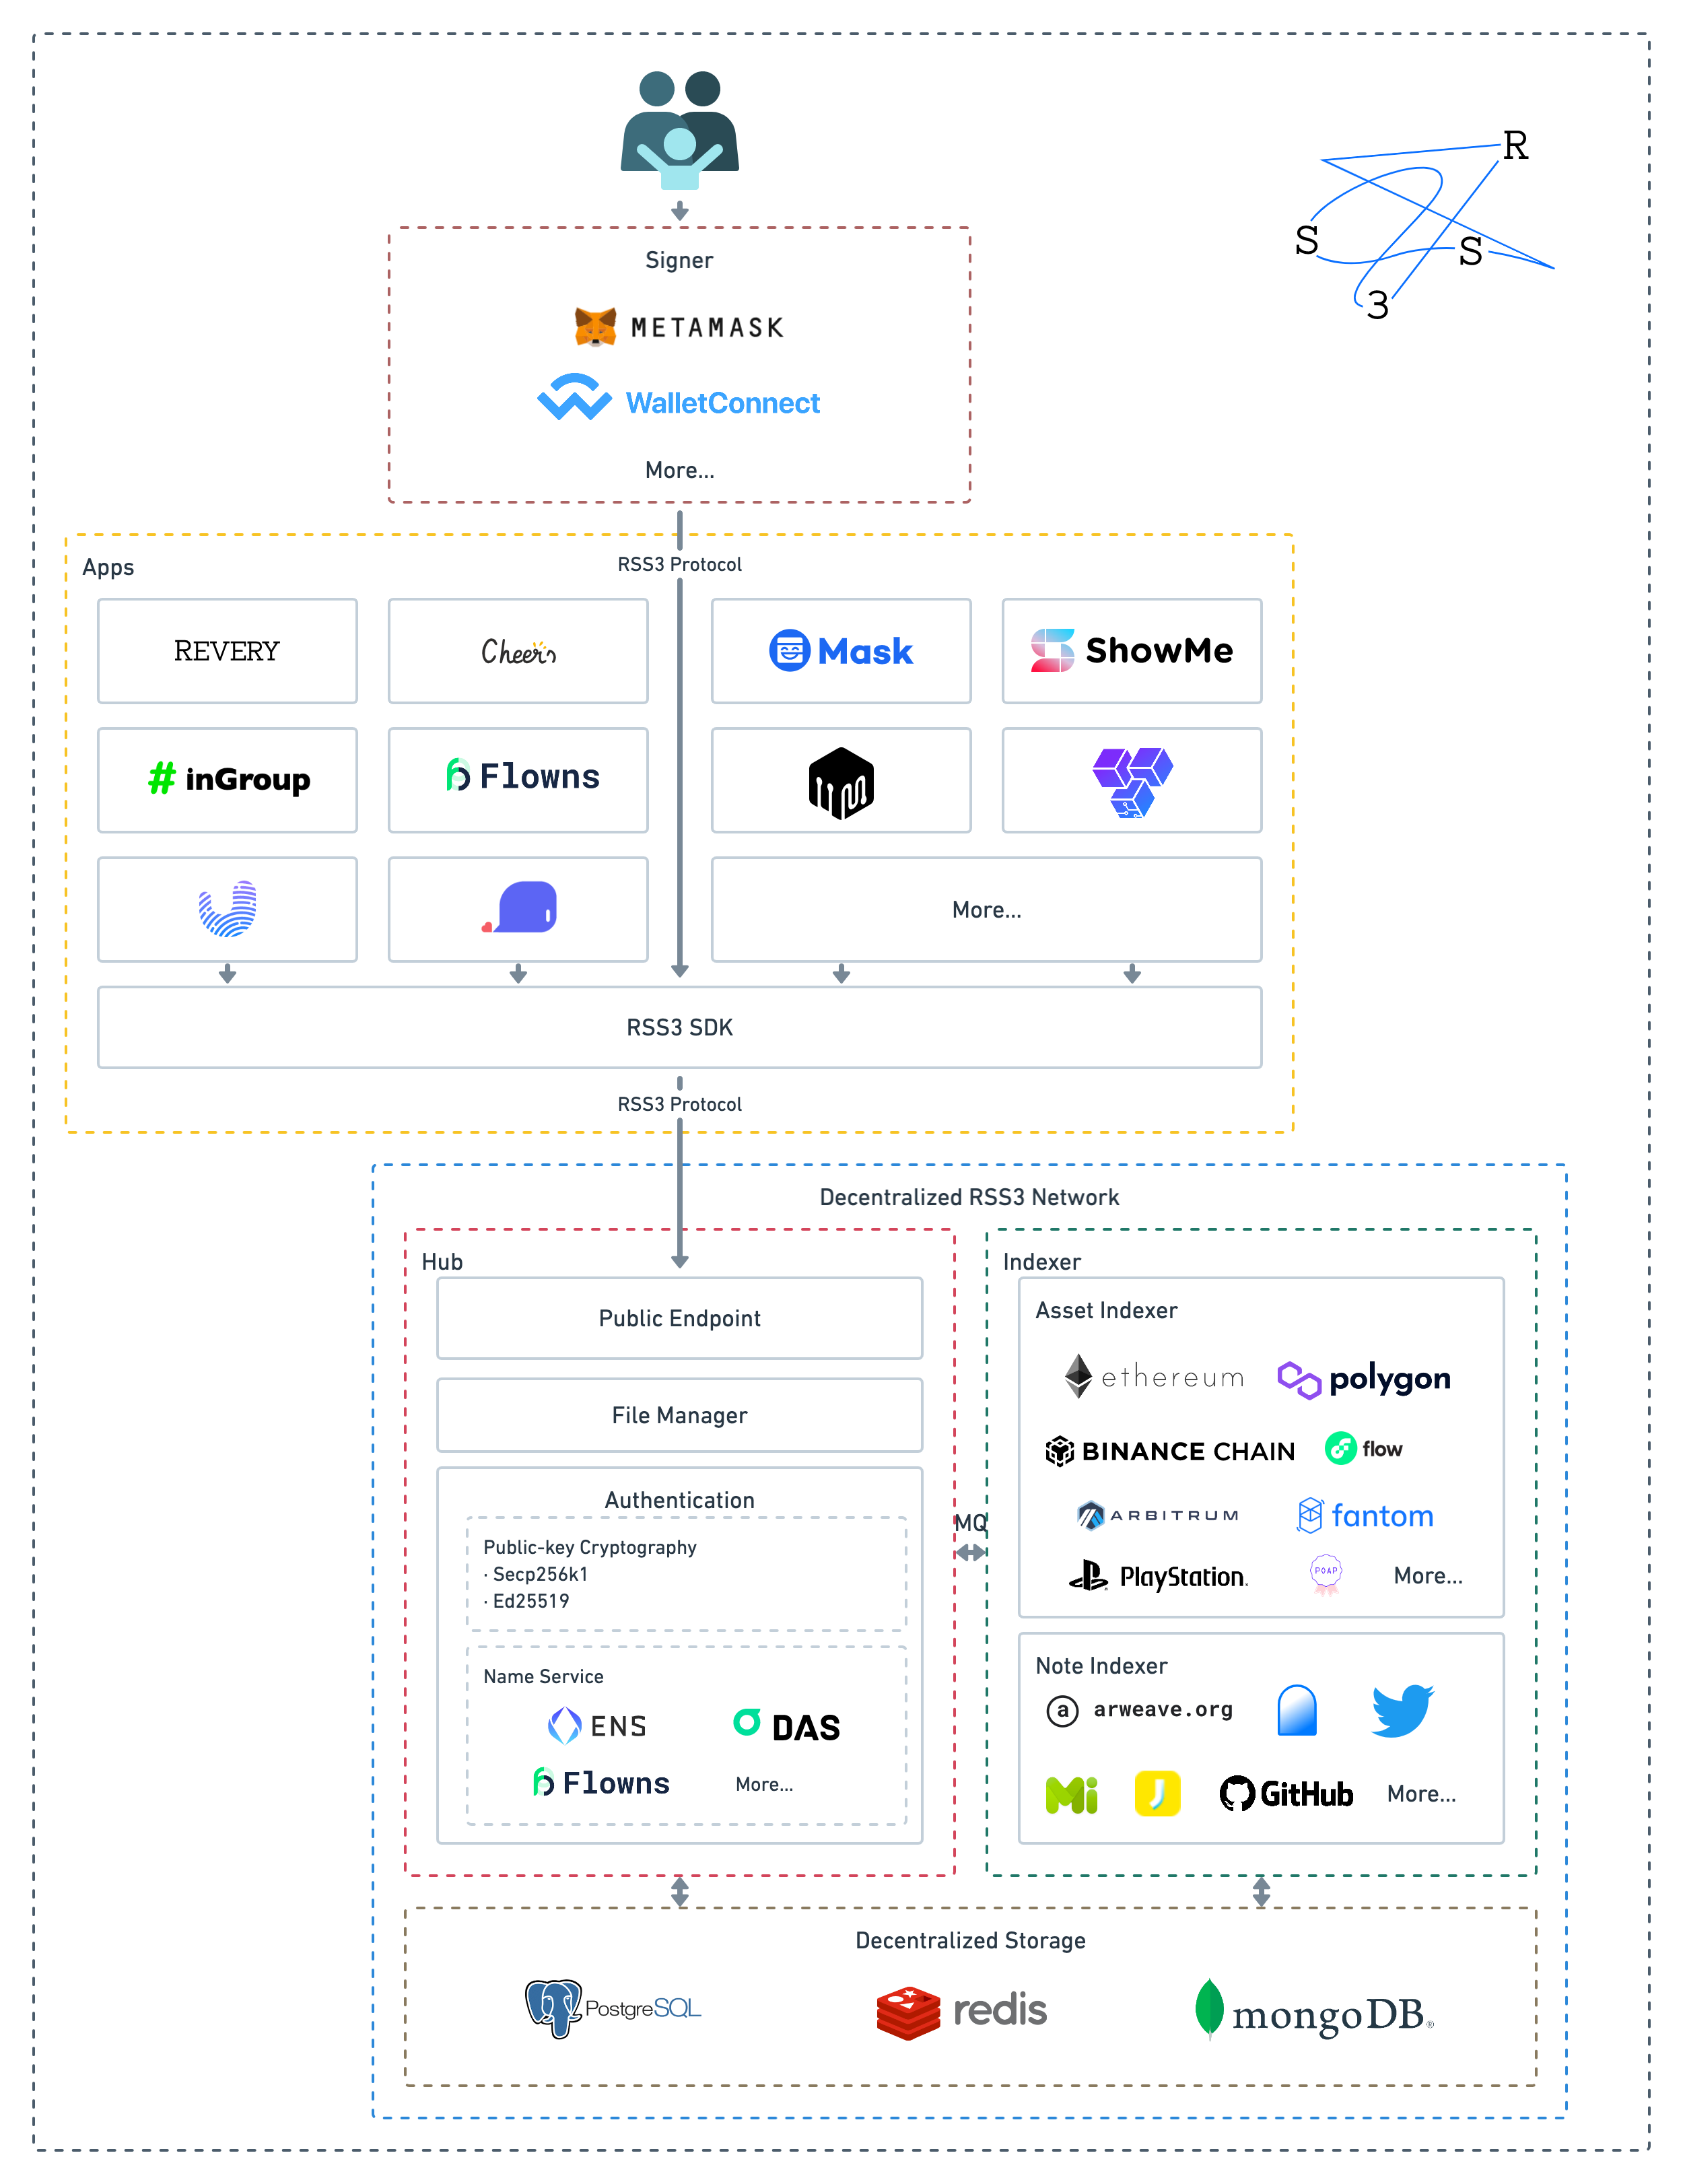 R
S
S
3
Signer
METAMASK
WalletConnect
More...
RSS3 Protocol
Apps
REVERY
Cheers
Mask
ShowMe
# inGroup
Flowns
More...
RSS3 SDK
RSS3 Protocol
Decentralized RSS3 Network
Hub
Public Endpoint
File Manager
Authentication
Public-key Cryptography
· Secp256k1
· Ed25519
Name Service
ENS
DAS
Flowns
More...
MQ
Indexer
Asset Indexer
ethereum
polygon
BINANCE CHAIN
flow
ARBITRUM
fantom
PlayStation
POAP
More...
Note Indexer
a arweave.org
Mi
J
GitHub
More...
Decentralized Storage
PostgreSQL
redis
mongoDB®